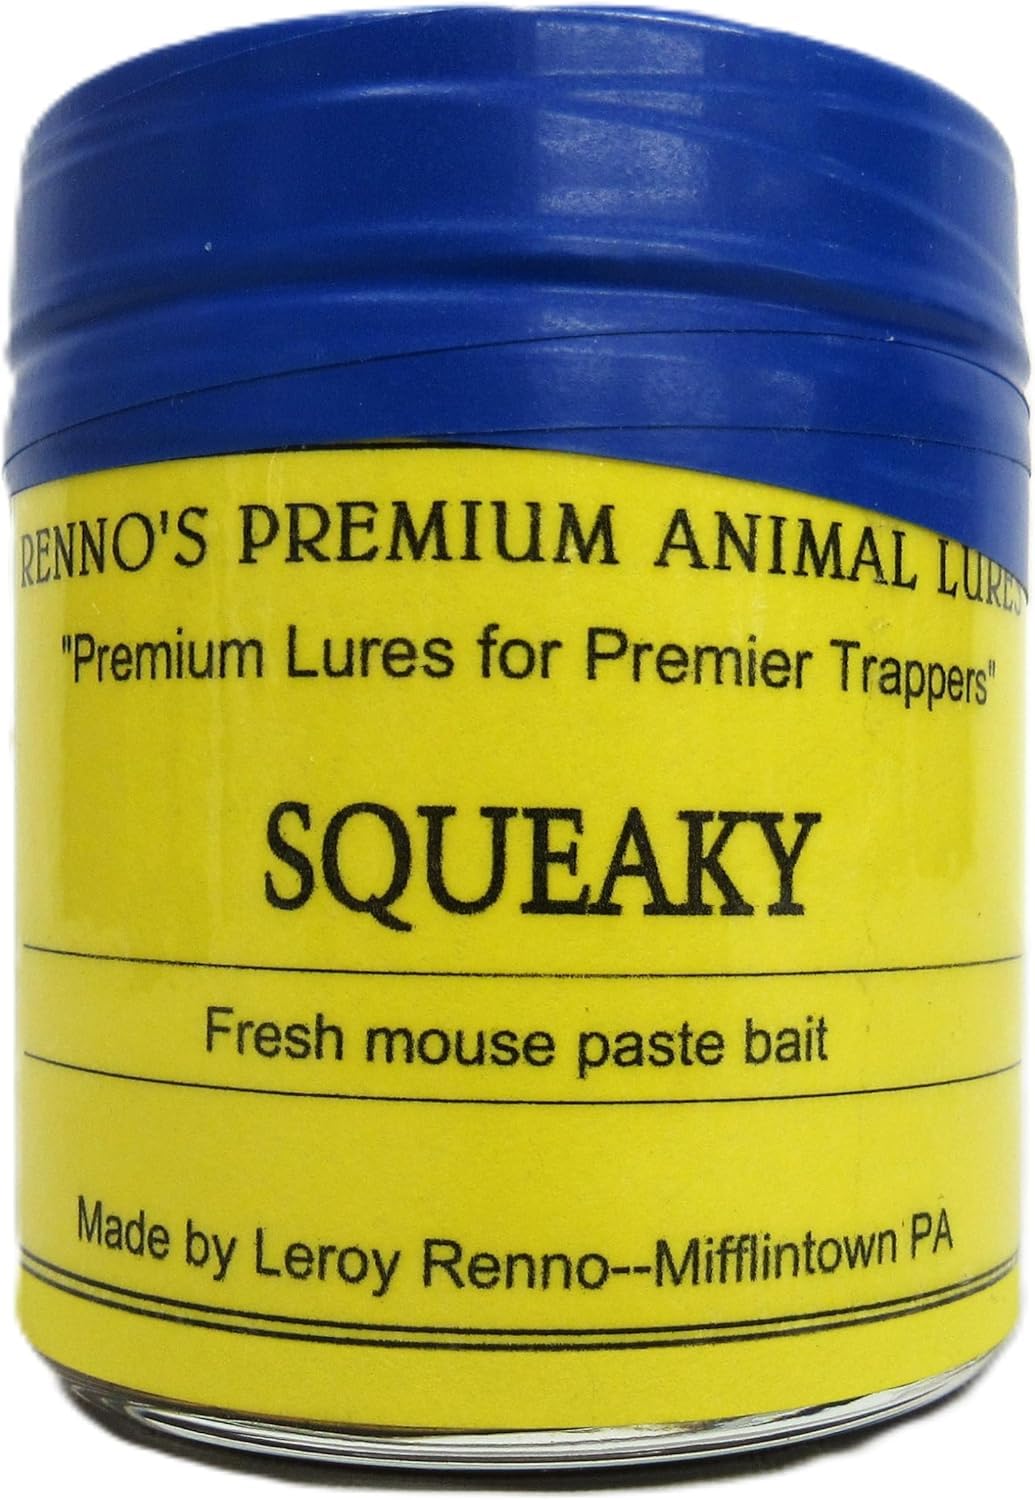 RENNO'S PREMIUM ANIMAL LURES
"Premium Lures for Premier Trappers"
SQUEAKY
Fresh mouse paste bait
Made by Leroy Renno--Mifflintown PA